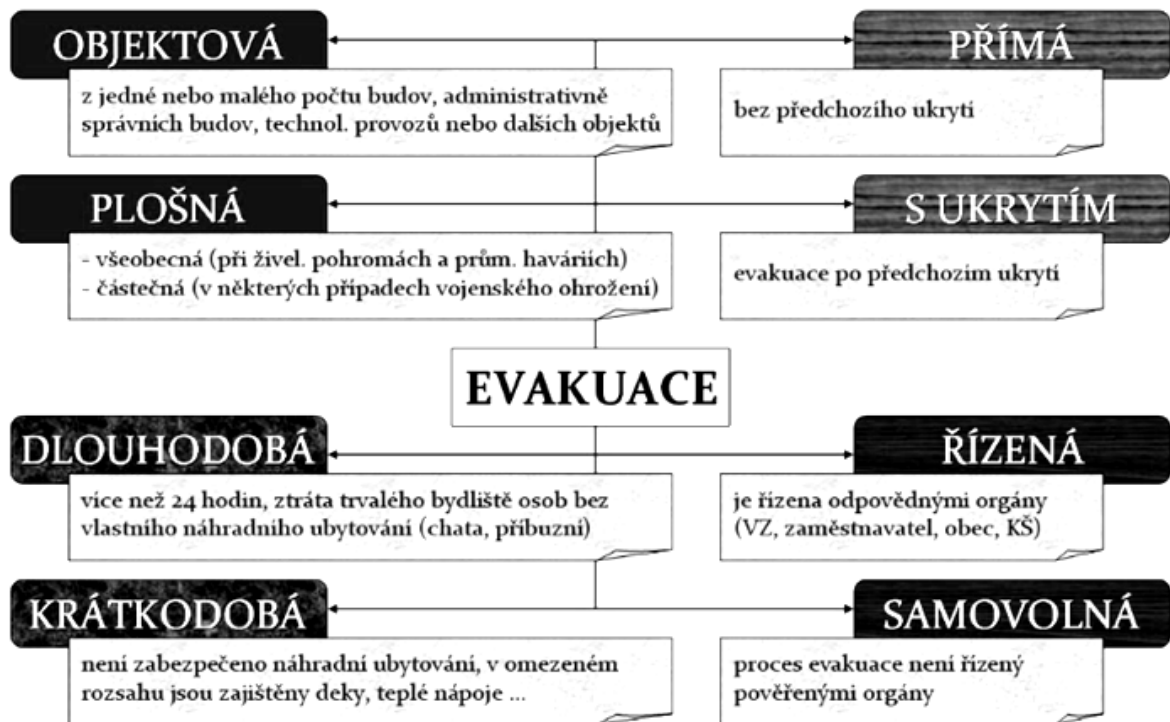 OBJEKTOVÁ
z jedné nebo malého počtu budov, administrativně
správních budov, technol. provozů nebo dalších objektů
PŘÍMÁ
bez předchozího ukrytí
PLOŠNÁ
- všeobecná (při živel. pohromách a prům. haváriích)
- částečná (v některých případech vojenského ohrožení)
S UKRYTÍM
evakuace po předchozím ukrytí
EVAKUACE
DLOUHODOBÁ
více než 24 hodin, ztráta trvalého bydliště osob bez
vlastního náhradního ubytování (chata, příbuzní)
ŘÍZENÁ
je řízena odpovědnými orgány
(VZ, zaměstnavatel, obec, KŠ)
KRÁTKODOBÁ
není zabezpečeno náhradní ubytování, v omezeném
rozsahu jsou zajištěny deky, teplé nápoje ...
SAMOVOLNÁ
proces evakuace není řízený
pověřenými orgány